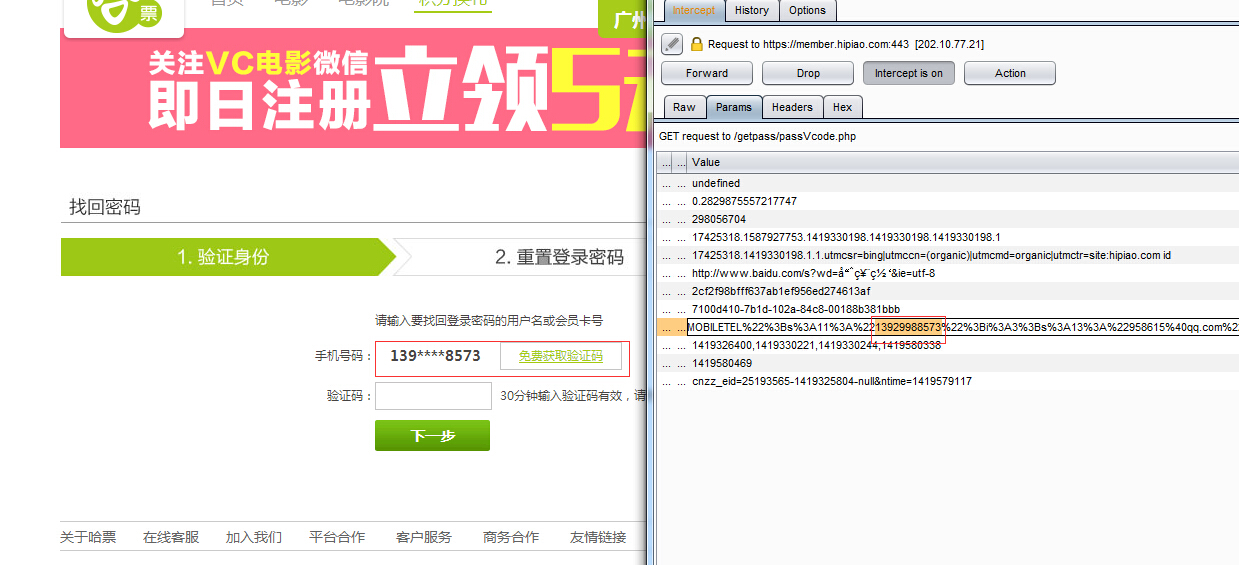 首页 电影 电影院 积分换礼
票
广州
关注VC电影微信
即日注册
立领5元
找回密码
1. 验证身份
2. 重置登录密码
请输入要找回登录密码的用户名或会员卡号
手机号码：
139****8573
免费获取验证码
验证码：
30分钟输入验证码有效，请
下一步
关于哈票 在线客服 加入我们 平台合作 客户服务 商务合作 友情链接
Intercept History Options
Request to https://member.hipiao.com:443 [202.10.77.21]
Forward Drop Intercept is on Action
Raw Params Headers Hex
GET request to /getpass/passVcode.php
... ... Value
... ... undefined
... ... 0.2829875557217747
... ... 298056704
... ... 17425318.1587927753.1419330198.1419330198.1419330198.1
... ... 17425318.1419330198.1.1.utmcsr=bing|utmccn=(organic)|utmcmd=organic|utmctr=site:hipiao.com id
... ... http://www.baidu.com/s?wd=å“ˆç¥¨ç½‘&ie=utf-8
... ... 2cf2f98bfff637ab1ef956ed274613af
... ... 7100d410-7b1d-102a-84c8-00188b381bbb
... ... MOBILETEL%22%3Bs%3A11%3A%2213929988573%22%3Bi%3A3%3Bs%3A13%3A%22958615%40qq.com%22
... ... 1419326400,1419330221,1419330244,1419580338
... ... 1419580469
... ... cnzz_eid=25193565-1419325804-null&ntime=1419579117